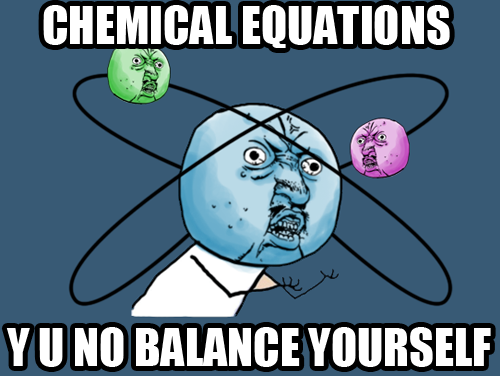 CHEMICAL EQUATIONS
Y U NO BALANCE YOURSELF